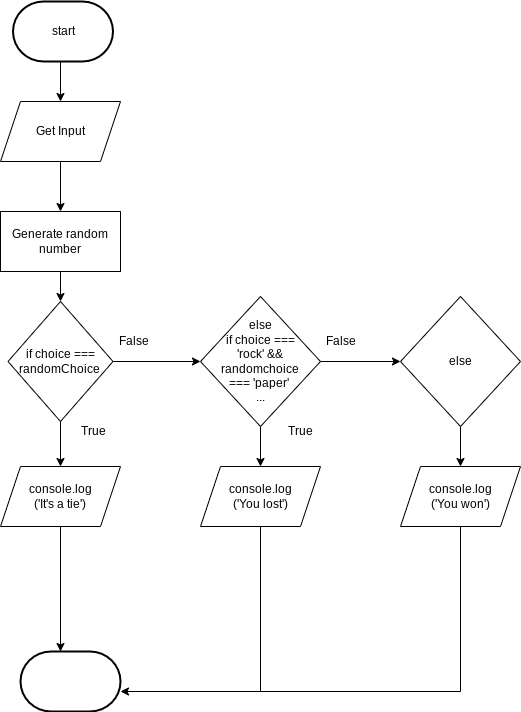 start
Get Input
Generate random
number
if choice ===
randomChoice
False
else
if choice ===
'rock' &&
randomchoice
=== 'paper'
...
False
else
True
True
console.log
('It's a tie')
console.log
('You lost')
console.log
('You won')